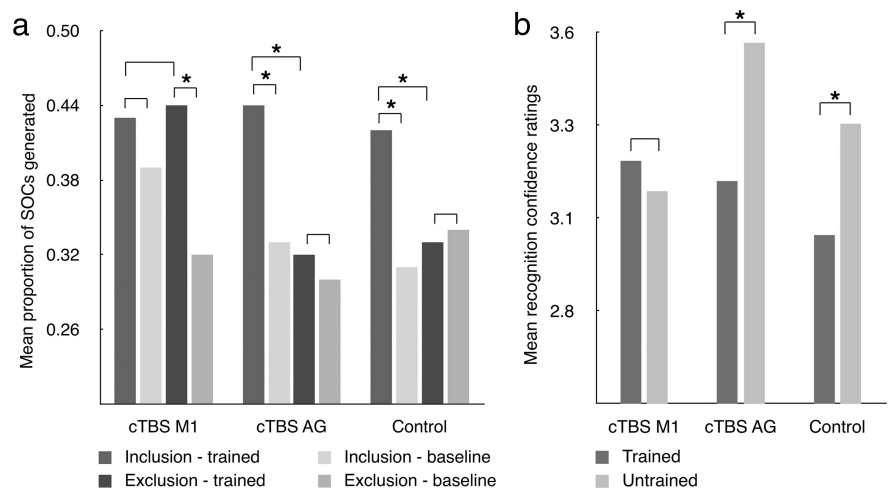 a
Mean proportion of SOCs generated
0.50
0.44
0.38
0.32
0.26
*
*
*
*
*
cTBS M1 cTBS AG Control
Inclusion - trained Inclusion - baseline
Exclusion - trained Exclusion - baseline
b
Mean recognition confidence ratings
3.6
3.3
3.1
2.8
*
*
cTBS M1 cTBS AG Control
Trained
Untrained